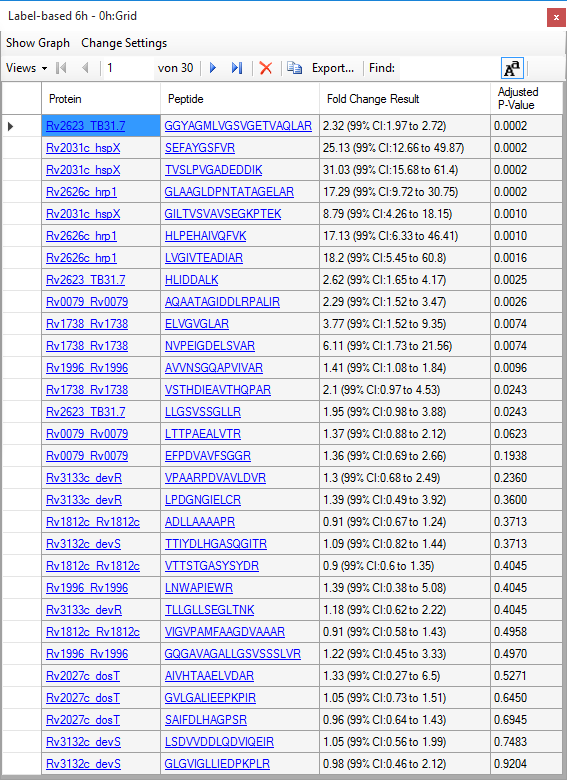 Label-based 6h - 0h:Grid
x
Show Graph Change Settings
Views 1 von 30 Export... Find: Aa
Protein Peptide Fold Change Result Adjusted P-Value
Rv2623_TB31.7 GGYAGMLVGSVGETVAQLAR 2.32 (99% CI:1.97 to 2.72) 0.0002
Rv2031c_hspX SEFAYGSFVR 25.13 (99% CI:12.66 to 49.87) 0.0002
Rv2031c_hspX TVSLPVGADEDDIK 31.03 (99% CI:15.68 to 61.4) 0.0002
Rv2626c_hrp1 GLAAGLDPNTATAGELAR 17.29 (99% CI:9.72 to 30.75) 0.0002
Rv2031c_hspX GILTVSVAVSEGKPTEK 8.79 (99% CI:4.26 to 18.15) 0.0010
Rv2626c_hrp1 HLPEHAIVQFVK 17.13 (99% CI:6.33 to 46.41) 0.0010
Rv2626c_hrp1 LVGIVTEADIAR 18.2 (99% CI:5.45 to 60.8) 0.0016
Rv2623_TB31.7 HLIDDALK 2.62 (99% CI:1.65 to 4.17) 0.0025
Rv0079_Rv0079 AQAATAGIDDLRPALIR 2.29 (99% CI:1.52 to 3.47) 0.0026
Rv1738_Rv1738 ELVGVGLAR 3.77 (99% CI:1.52 to 9.35) 0.0074
Rv1738_Rv1738 NVPEIGDELSVAR 6.11 (99% CI:1.73 to 21.56) 0.0074
Rv1996_Rv1996 AVVNSGQAPVIVAR 1.41 (99% CI:1.08 to 1.84) 0.0096
Rv1738_Rv1738 VSTHDIEAVTHQPAR 2.1 (99% CI:0.97 to 4.53) 0.0243
Rv2623_TB31.7 LLGSVSSGLLR 1.95 (99% CI:0.98 to 3.88) 0.0243
Rv0079_Rv0079 LTTPAEALVTR 1.37 (99% CI:0.88 to 2.12) 0.0623
Rv0079_Rv0079 EFPDVAVFSGGR 1.36 (99% CI:0.69 to 2.66) 0.1938
Rv3133c_devR VPAARPDVAVLDVR 1.3 (99% CI:0.68 to 2.49) 0.2360
Rv3133c_devR LPDGNGIELCR 1.39 (99% CI:0.49 to 3.92) 0.3600
Rv1812c_Rv1812c ADLLAAAAPR 0.91 (99% CI:0.67 to 1.24) 0.3713
Rv3132c_devS TTIYDLHGASQGITR 1.09 (99% CI:0.82 to 1.44) 0.3713
Rv1812c_Rv1812c VTTSTGASYSYDR 0.9 (99% CI:0.6 to 1.35) 0.4045
Rv1996_Rv1996 LNWAPIEWR 1.39 (99% CI:0.38 to 5.08) 0.4045
Rv3133c_devR TLLGLLSEGLTNK 1.18 (99% CI:0.62 to 2.22) 0.4045
Rv1812c_Rv1812c VIGVPAMFAAGDVAAAR 0.91 (99% CI:0.58 to 1.43) 0.4958
Rv1996_Rv1996 GQGAVAGALLGSVSSSLVR 1.22 (99% CI:0.45 to 3.33) 0.4970
Rv2027c_dosT AIVHTAAELVDAR 1.33 (99% CI:0.27 to 6.5) 0.5271
Rv2027c_dosT GVLGALIEEPKPIR 1.05 (99% CI:0.73 to 1.51) 0.6450
Rv2027c_dosT SAIFDLHAGPSR 0.96 (99% CI:0.64 to 1.43) 0.6945
Rv3132c_devS LSDVVDDLQDVIQEIR 1.05 (99% CI:0.56 to 1.99) 0.7483
Rv3132c_devS GLGVIGLLIEDPKPLR 0.98 (99% CI:0.46 to 2.12) 0.9204